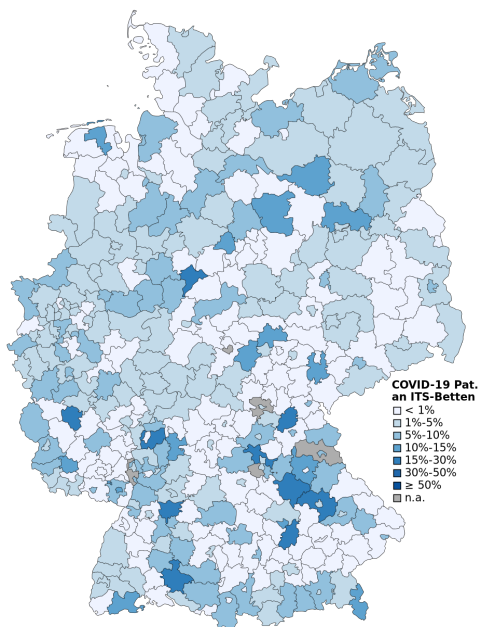 COVID-19 Pat.
an ITS-Betten
< 1%
1%-5%
5%-10%
10%-15%
15%-30%
30%-50%
≥ 50%
n.a.